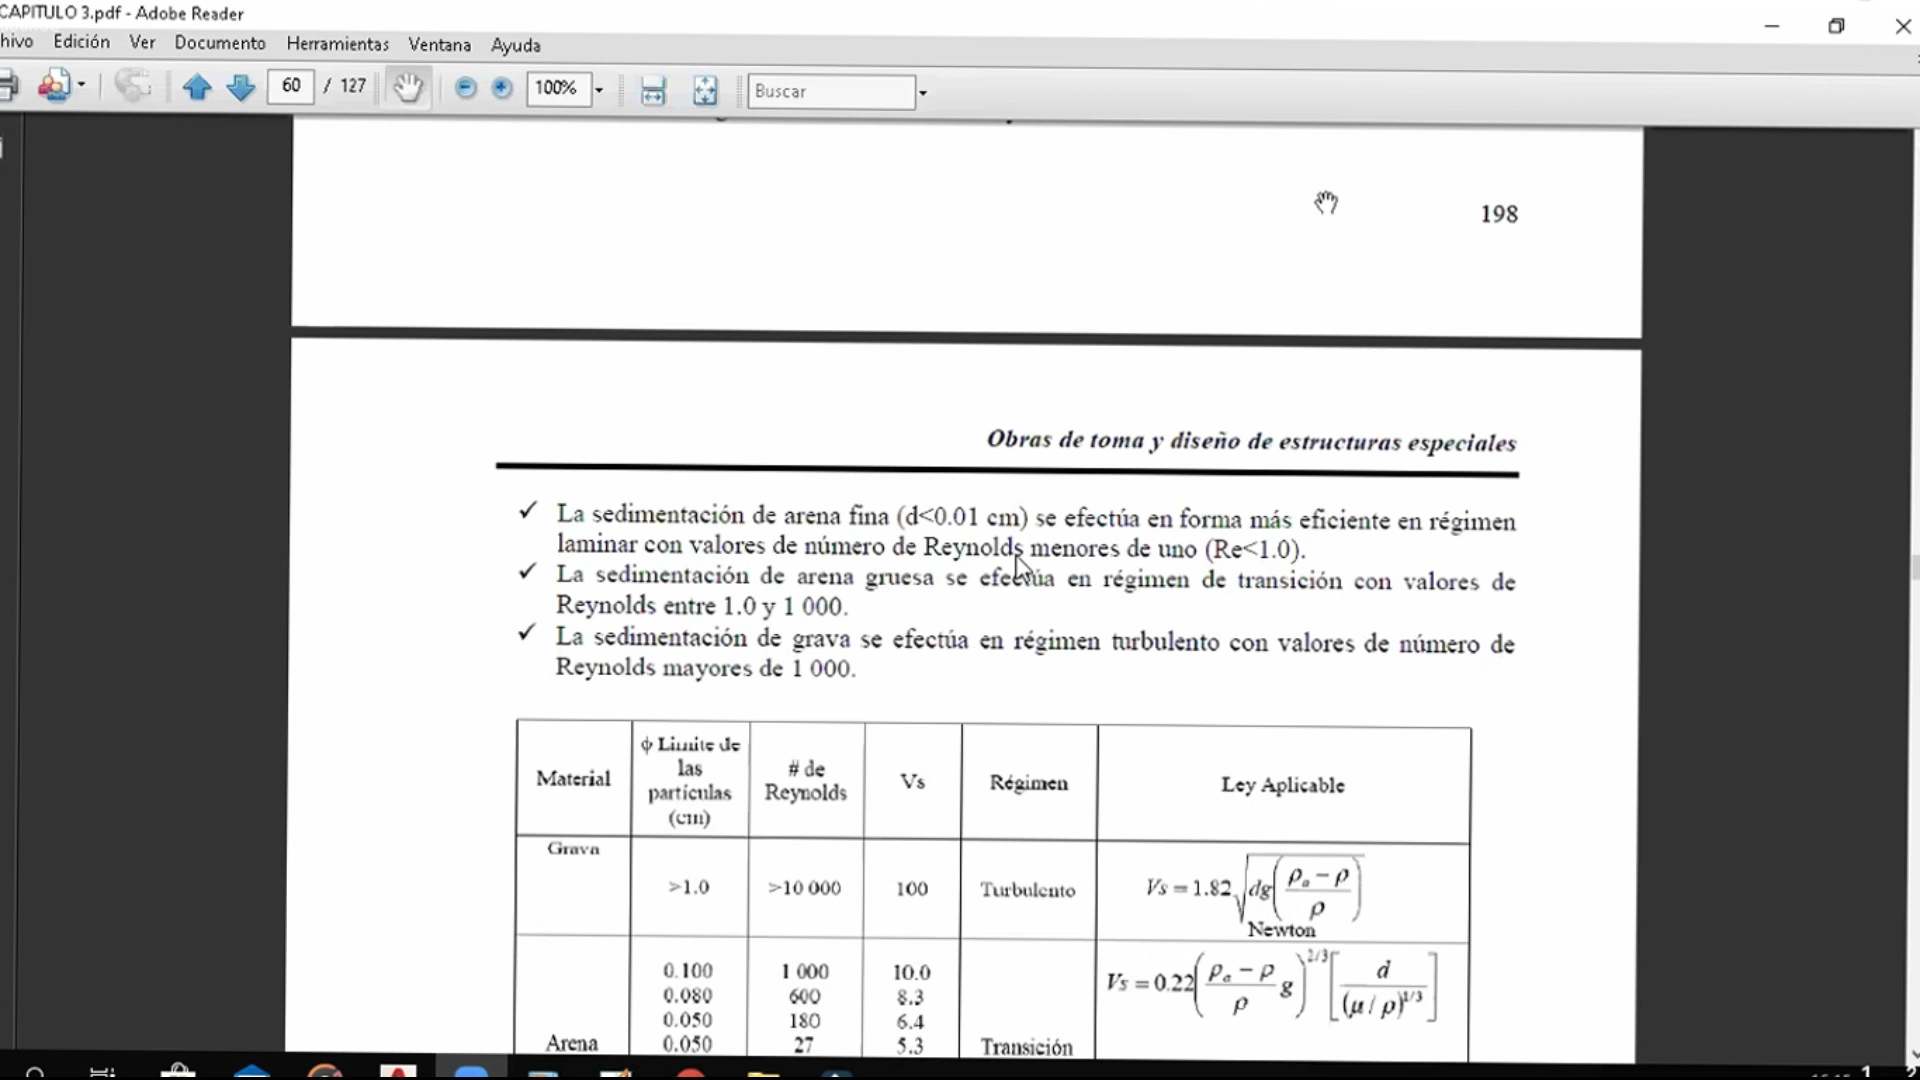 CAPITULO 3.pdf - Adobe Reader
hivo Edición Ver Documento Herramientas Ventana Ayuda
60 / 127 100% Buscar
198
Obras de toma y diseño de estructuras especiales
✓ La sedimentación de arena fina (d<0.01 cm) se efectúa en forma más eficiente en régimen
laminar con valores de número de Reynolds menores de uno (Re<1.0).
✓ La sedimentación de arena gruesa se efectúa en régimen de transición con valores de
Reynolds entre 1.0 y 1 000.
✓ La sedimentación de grava se efectúa en régimen turbulento con valores de número de
Reynolds mayores de 1 000.
Material
ϕ Limite de
las
partículas
(cm)
# de
Reynolds
Vs
Régimen
Ley Aplicable
Grava
>1.0
>10 000
100
Turbulento
Vs = 1.82 √dg((ρa − ρ) / ρ)
Newton
0.100 1 000 10.0
0.080 600 8.3
0.050 180 6.4
0.050 27 5.3
Arena
Transición
Vs = 0.22((ρa − ρ) / ρ g)^2/3 [d / (μ / ρ)^1/3]